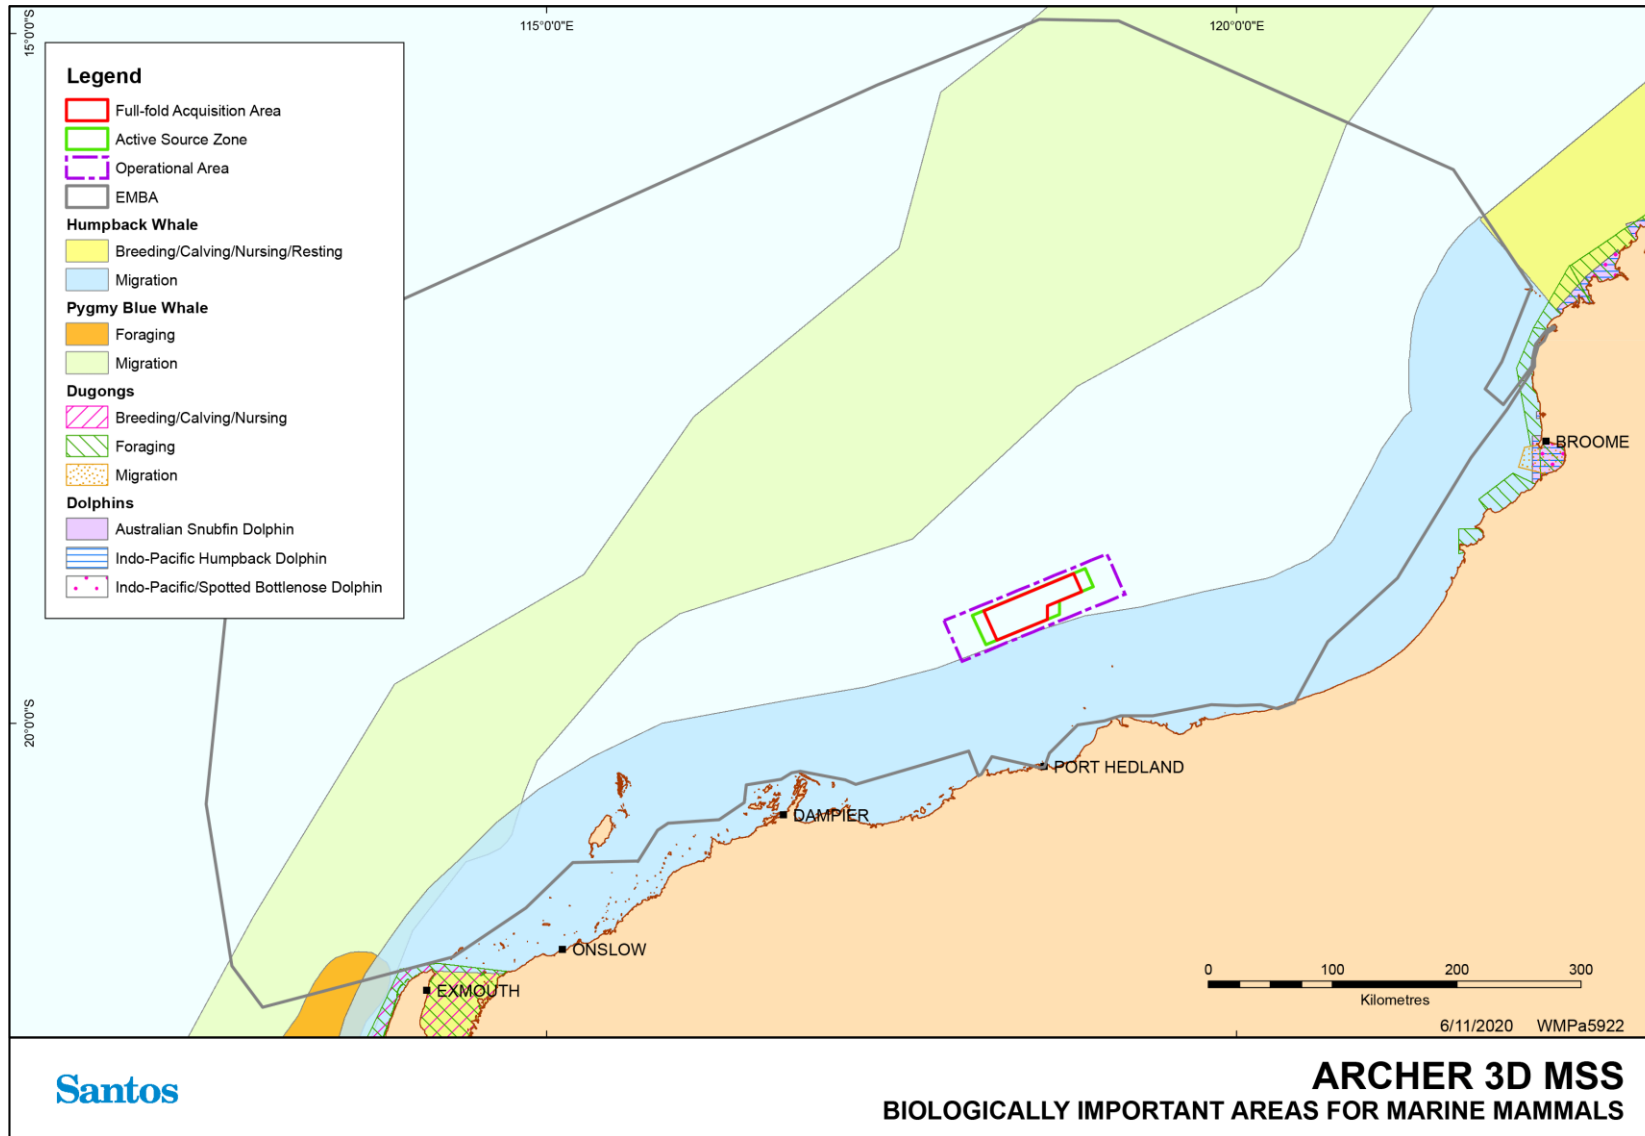 115°0'0"E
120°0'0"E
15°0'0"S
20°0'0"S
Legend
Full-fold Acquisition Area
Active Source Zone
Operational Area
EMBA
Humpback Whale
Breeding/Calving/Nursing/Resting
Migration
Pygmy Blue Whale
Foraging
Migration
Dugongs
Breeding/Calving/Nursing
Foraging
Migration
Dolphins
Australian Snubfin Dolphin
Indo-Pacific Humpback Dolphin
Indo-Pacific/Spotted Bottlenose Dolphin
BROOME
PORT HEDLAND
DAMPIER
ONSLOW
EXMOUTH
0 100 200 300
Kilometres
6/11/2020 WMPa5922
Santos
ARCHER 3D MSS
BIOLOGICALLY IMPORTANT AREAS FOR MARINE MAMMALS